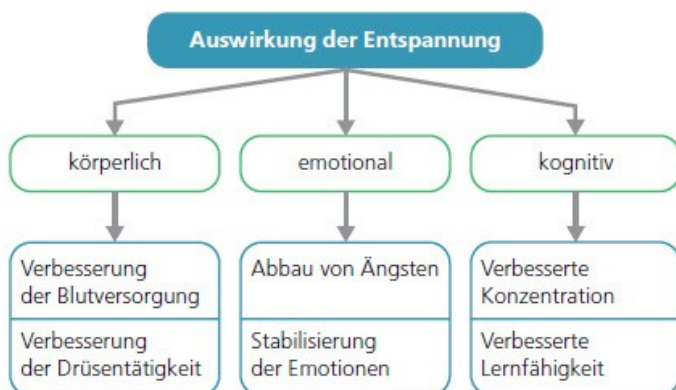 Auswirkung der Entspannung
körperlich
emotional
kognitiv
Verbesserung
der Blutversorgung
Verbesserung
der Drüsentätigkeit
Abbau von Ängsten
Stabilisierung
der Emotionen
Verbesserte
Konzentration
Verbesserte
Lernfähigkeit